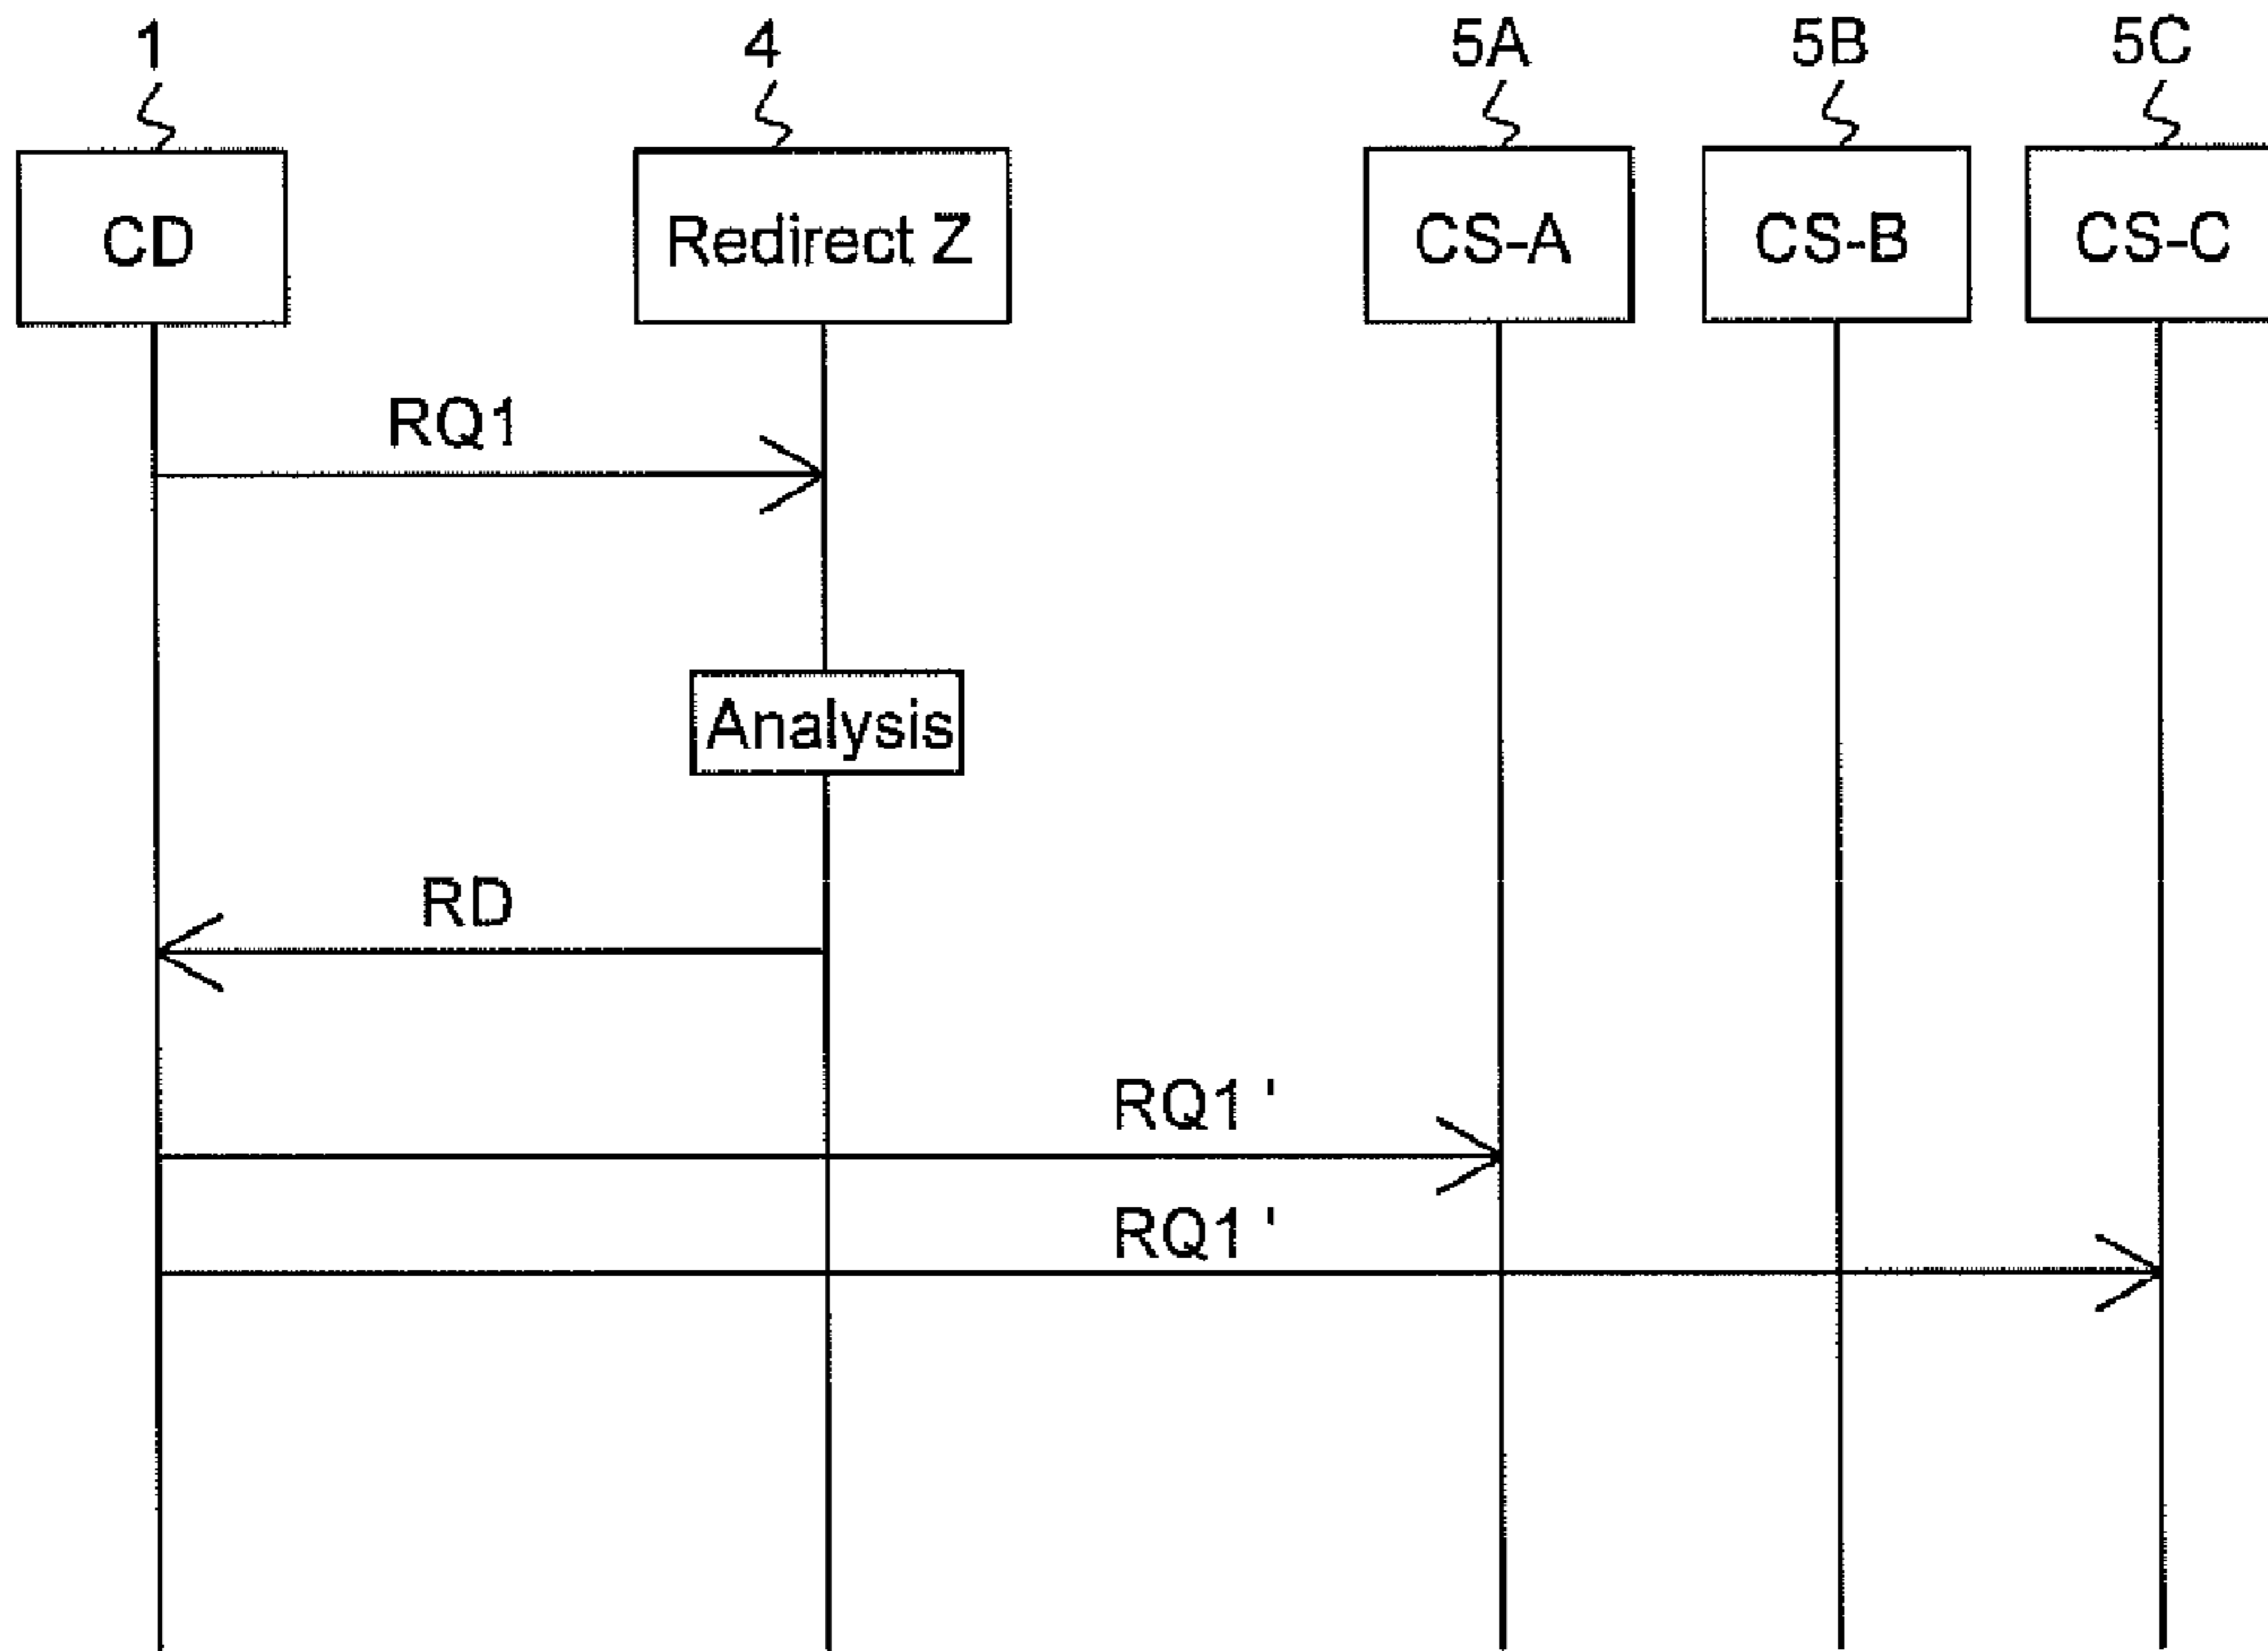 1
4
5A
5B
5C
CD
Redirect Z
CS-A
CS-B
CS-C
RQ1
Analysis
RD
RQ1'
RQ1'